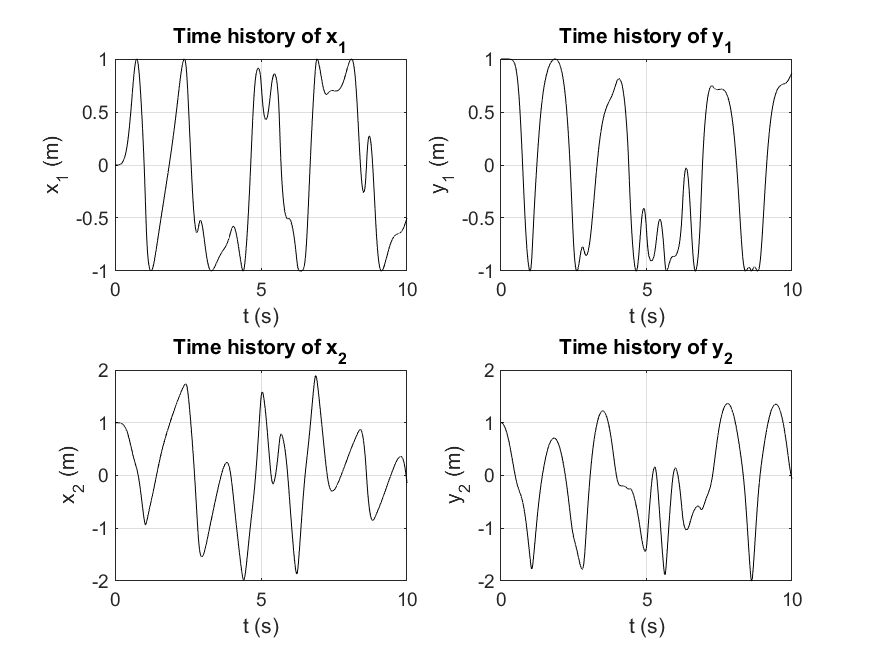 Time history of x₁
Time history of y₁
1
0.5
0
-0.5
-1
x₁ (m)
0 5 10
t (s)
1
0.5
0
-0.5
-1
y₁ (m)
0 5 10
t (s)
Time history of x₂
Time history of y₂
2
1
0
-1
-2
x₂ (m)
0 5 10
t (s)
2
1
0
-1
-2
y₂ (m)
0 5 10
t (s)